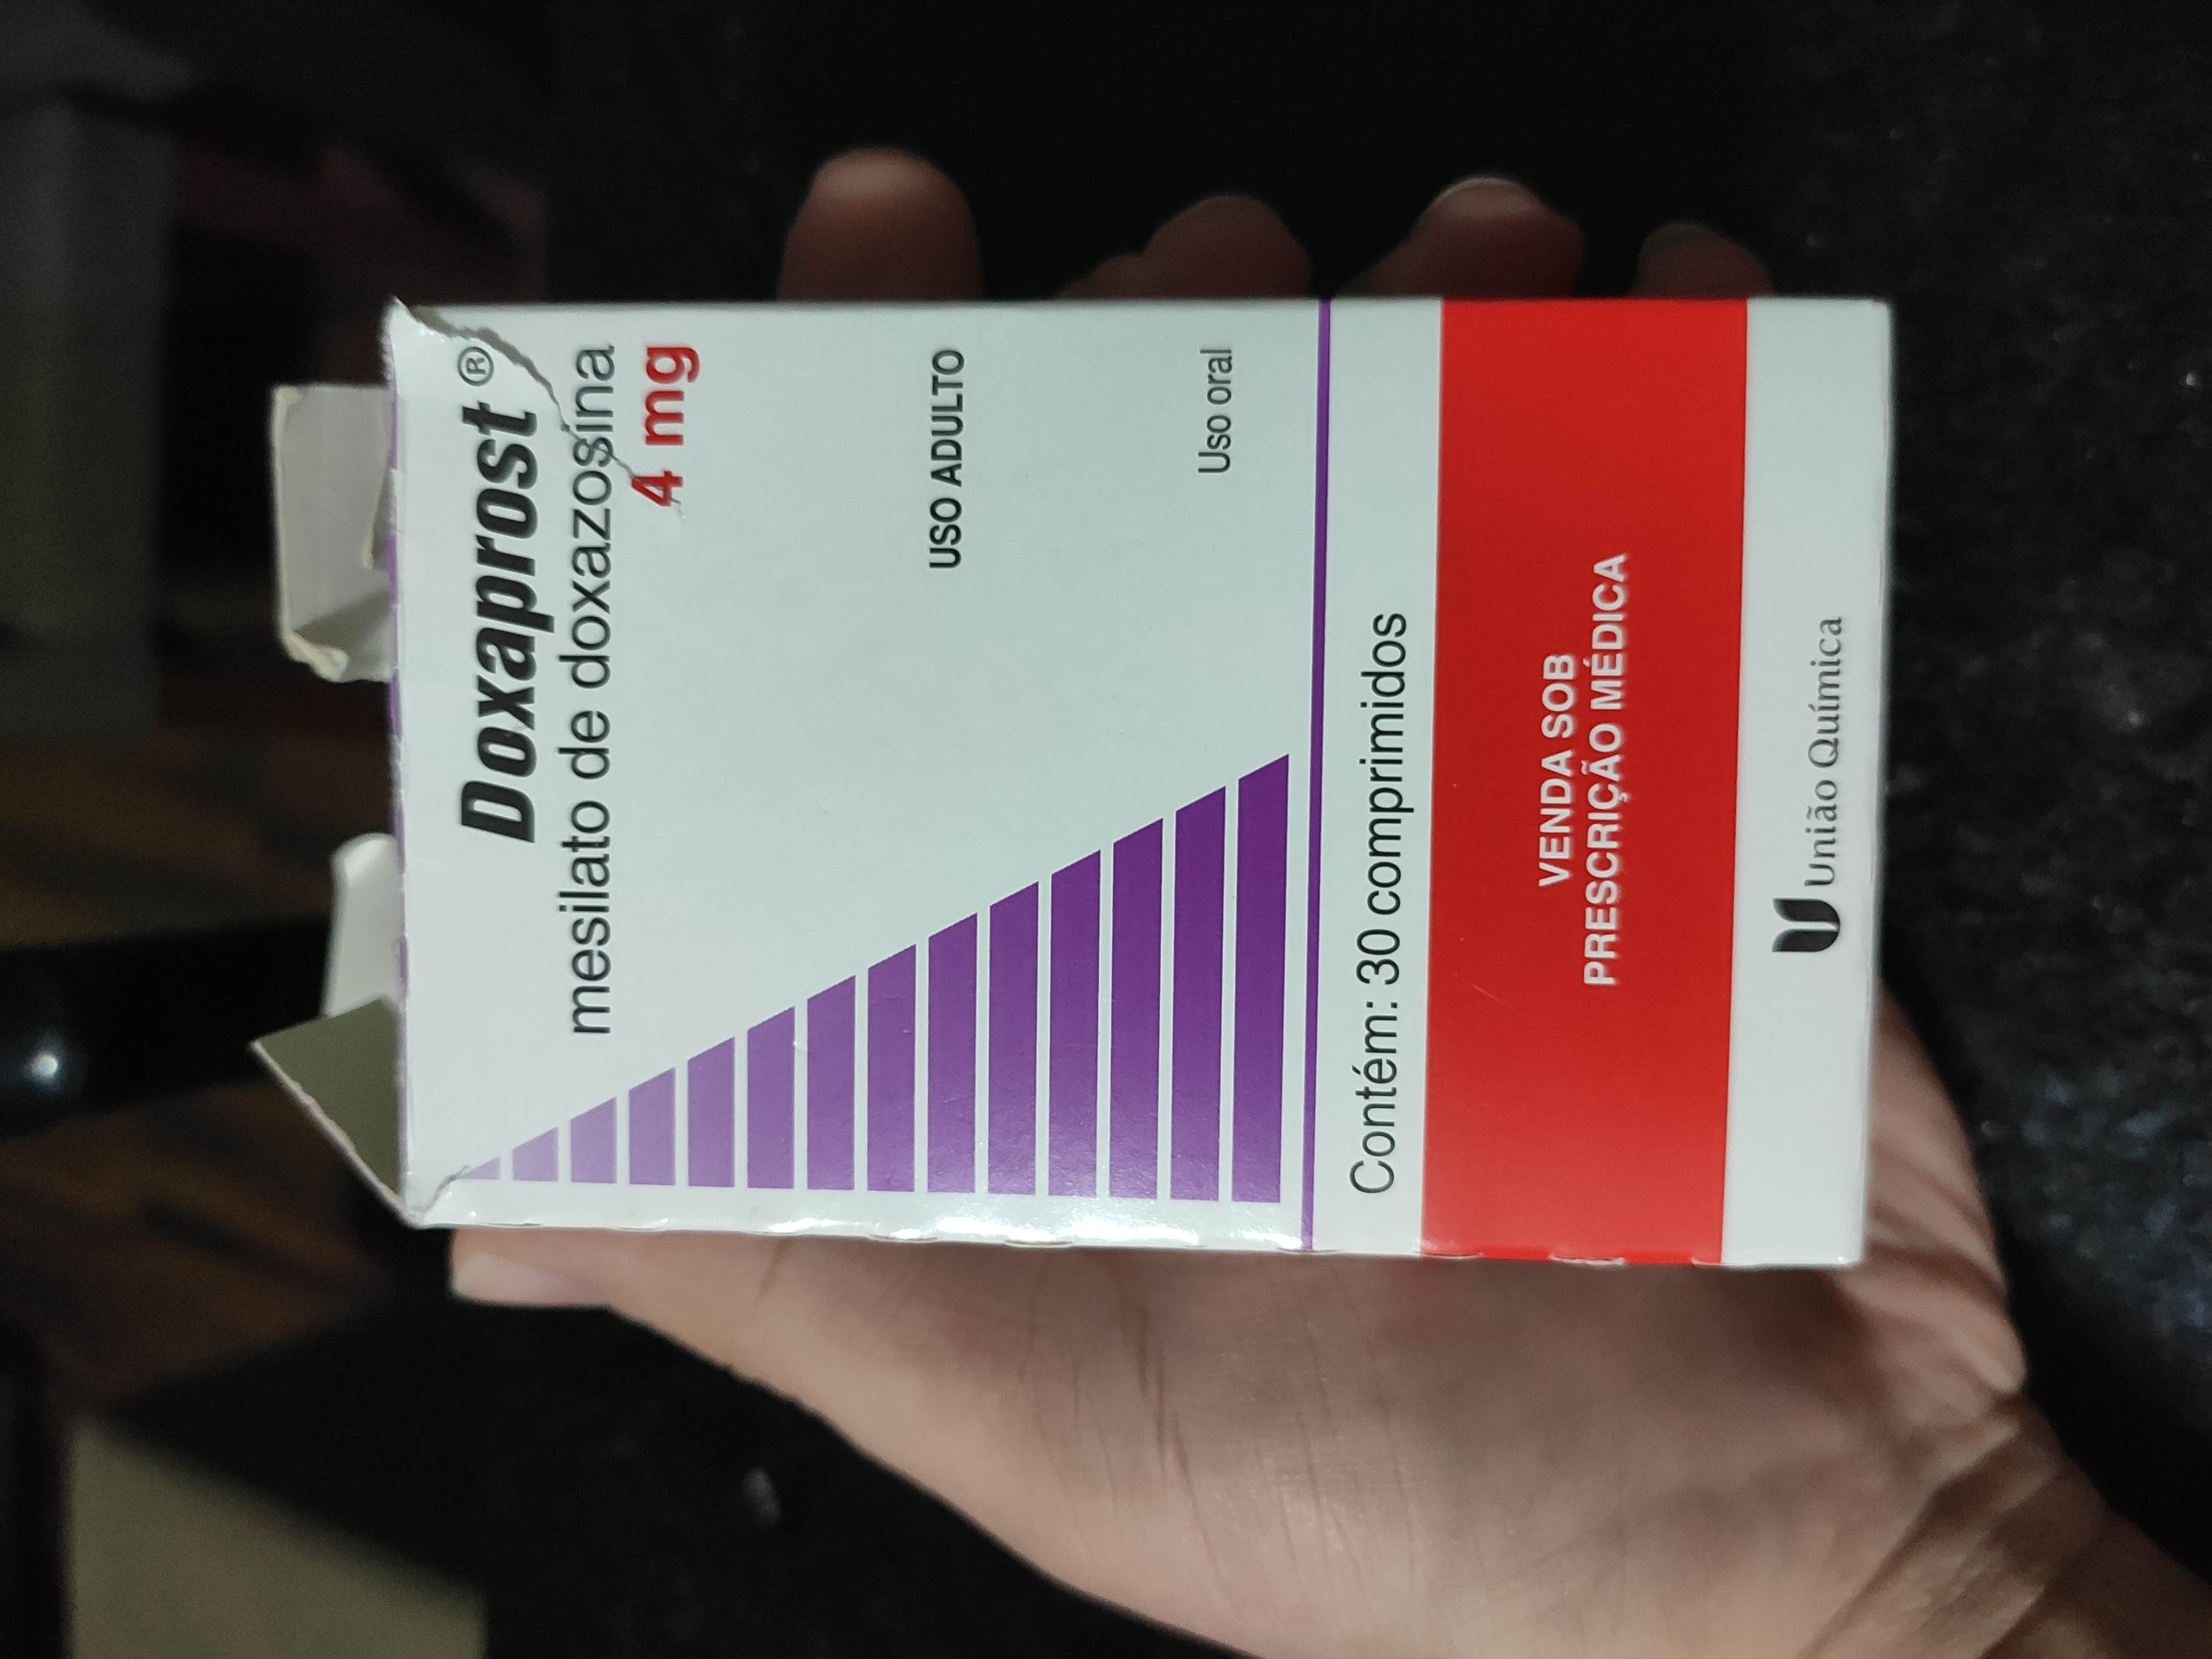 Doxaprost®
mesilato de doxazosina
4 mg
USO ADULTO
Uso oral
Contém: 30 comprimidos
VENDA SOB
PRESCRIÇÃO MÉDICA
União Química